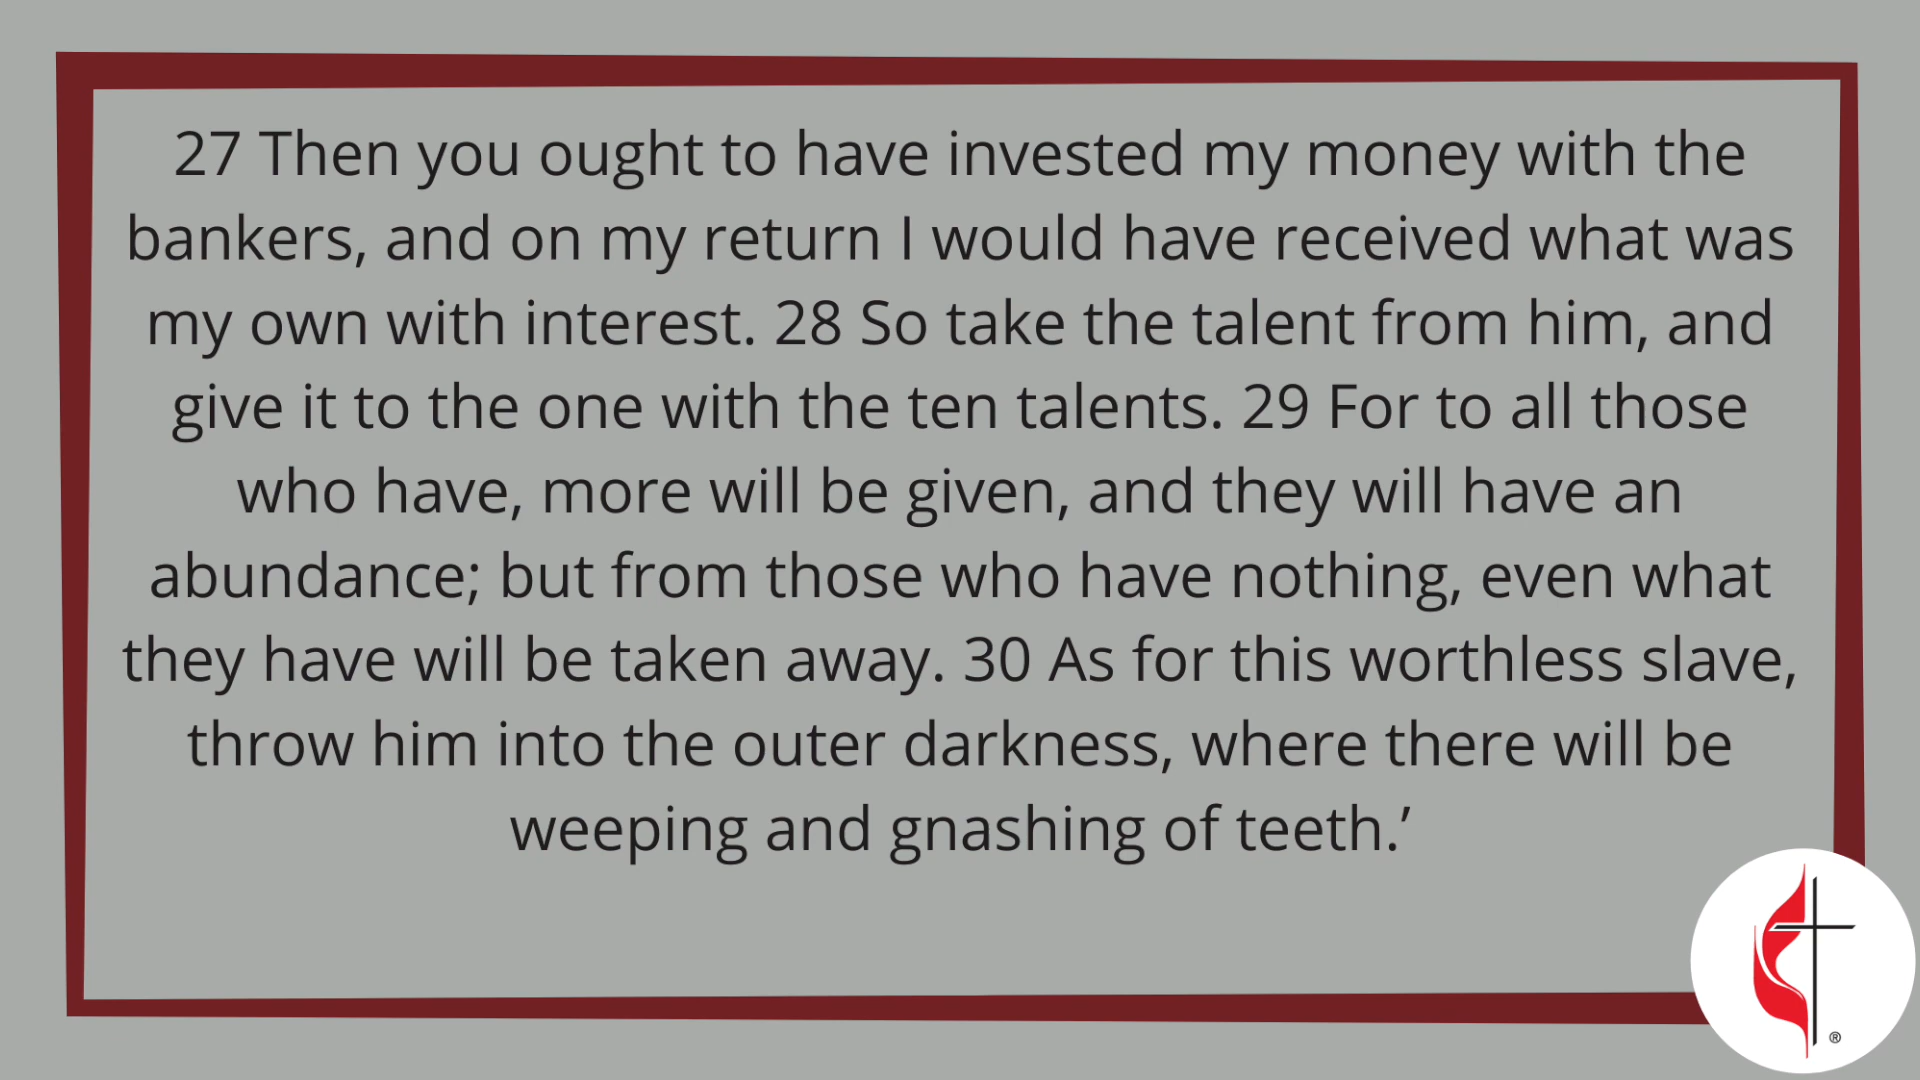 27 Then you ought to have invested my money with the
bankers, and on my return I would have received what was
my own with interest. 28 So take the talent from him, and
give it to the one with the ten talents. 29 For to all those
who have, more will be given, and they will have an
abundance; but from those who have nothing, even what
they have will be taken away. 30 As for this worthless slave,
throw him into the outer darkness, where there will be
weeping and gnashing of teeth.’
®